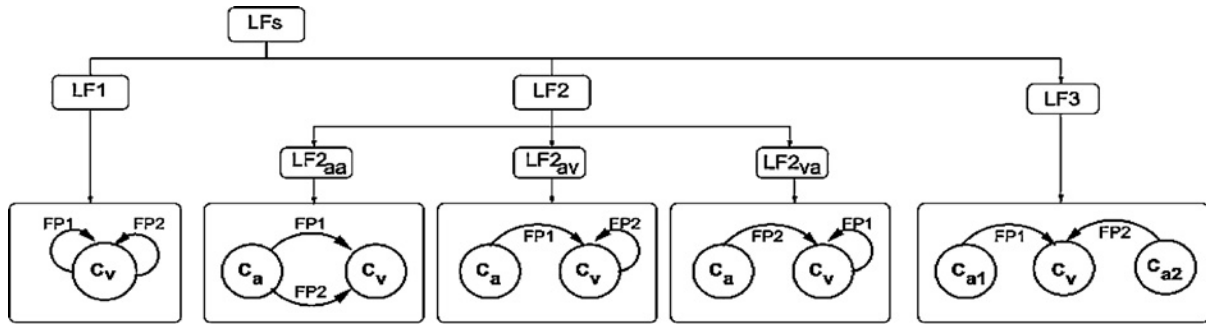 LFs
LF1
LF2
LF3
LF2aa
LF2av
LF2va
FP1 FP2
Cv
FP1
Ca Cv
FP2
FP1 FP2
Ca Cv
FP2 FP1
Ca Cv
FP1 FP2
Ca1 Cv Ca2